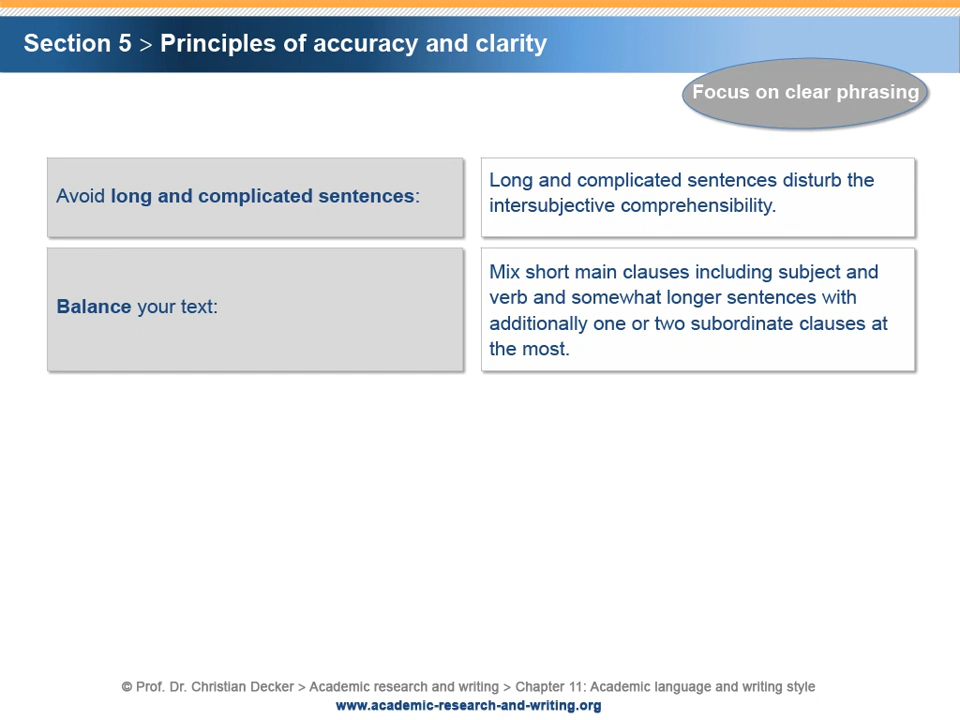 Section 5 > Principles of accuracy and clarity
Focus on clear phrasing
Avoid long and complicated sentences:
Long and complicated sentences disturb the
intersubjective comprehensibility.
Balance your text:
Mix short main clauses including subject and
verb and somewhat longer sentences with
additionally one or two subordinate clauses at
the most.
© Prof. Dr. Christian Decker > Academic research and writing > Chapter 11: Academic language and writing style
www.academic-research-and-writing.org